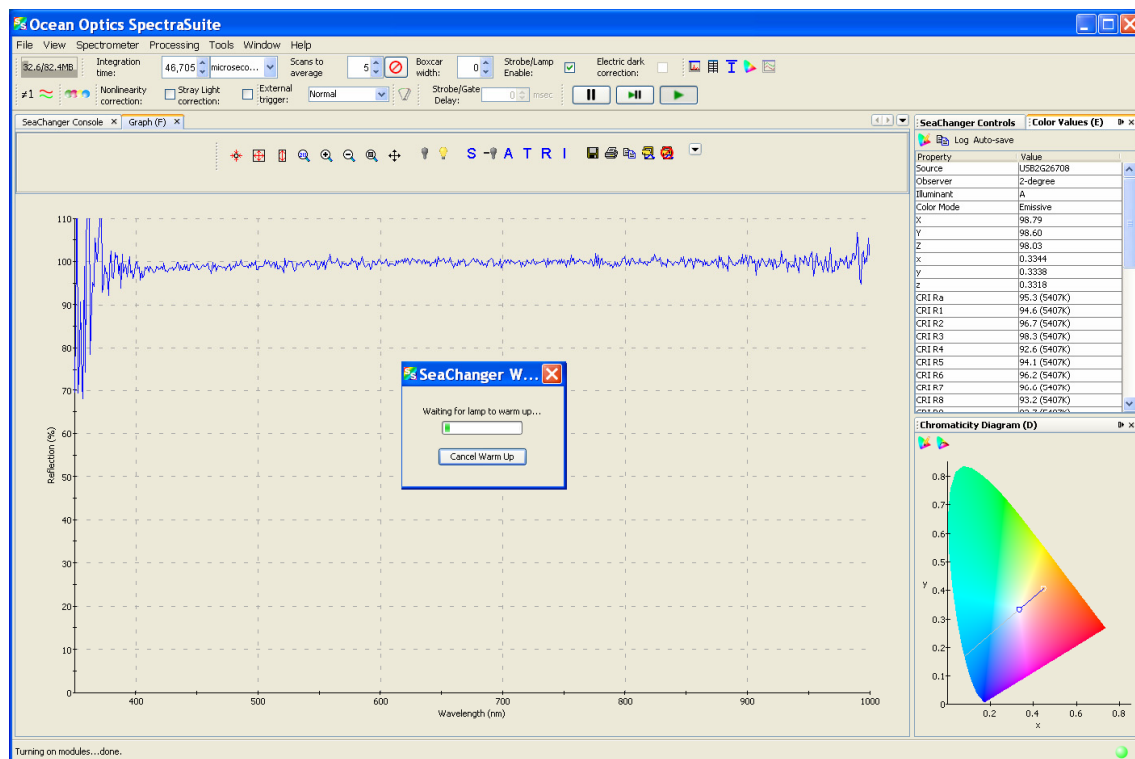 Ocean Optics SpectraSuite
File View Spectrometer Processing Tools Window Help
32.6/82.4MB
Integration time: 46,705 microseco...
Scans to average 5
Boxcar width: 0
Strobe/Lamp Enable:
Electric dark correction:
≠1
Nonlinearity correction:
Stray Light correction:
External trigger: Normal
Strobe/Gate Delay: 0 msec
SeaChanger Console × Graph (F) ×
S A T R I
110
100
90
80
70
60
50
40
30
20
10
0
Reflection (%)
400 500 600 700 800 900 1000
Wavelength (nm)
SeaChanger W...
Waiting for lamp to warm up...
Cancel Warm Up
SeaChanger Controls Color Values (E)
Log Auto-save
Property Value
Source USB2G26708
Observer 2-degree
Illuminant A
Color Mode Emissive
X 98.79
Y 98.60
Z 98.03
x 0.3344
y 0.3338
z 0.3318
CRI Ra 95.3 (5407K)
CRI R1 94.6 (5407K)
CRI R2 96.7 (5407K)
CRI R3 98.3 (5407K)
CRI R4 92.6 (5407K)
CRI R5 94.1 (5407K)
CRI R6 96.2 (5407K)
CRI R7 96.6 (5407K)
CRI R8 93.2 (5407K)
Chromaticity Diagram (D)
0.8
0.7
0.6
0.5
y
0.4
0.3
0.2
0.1
0
0.2 0.4 0.6 0.8
x
Turning on modules...done.